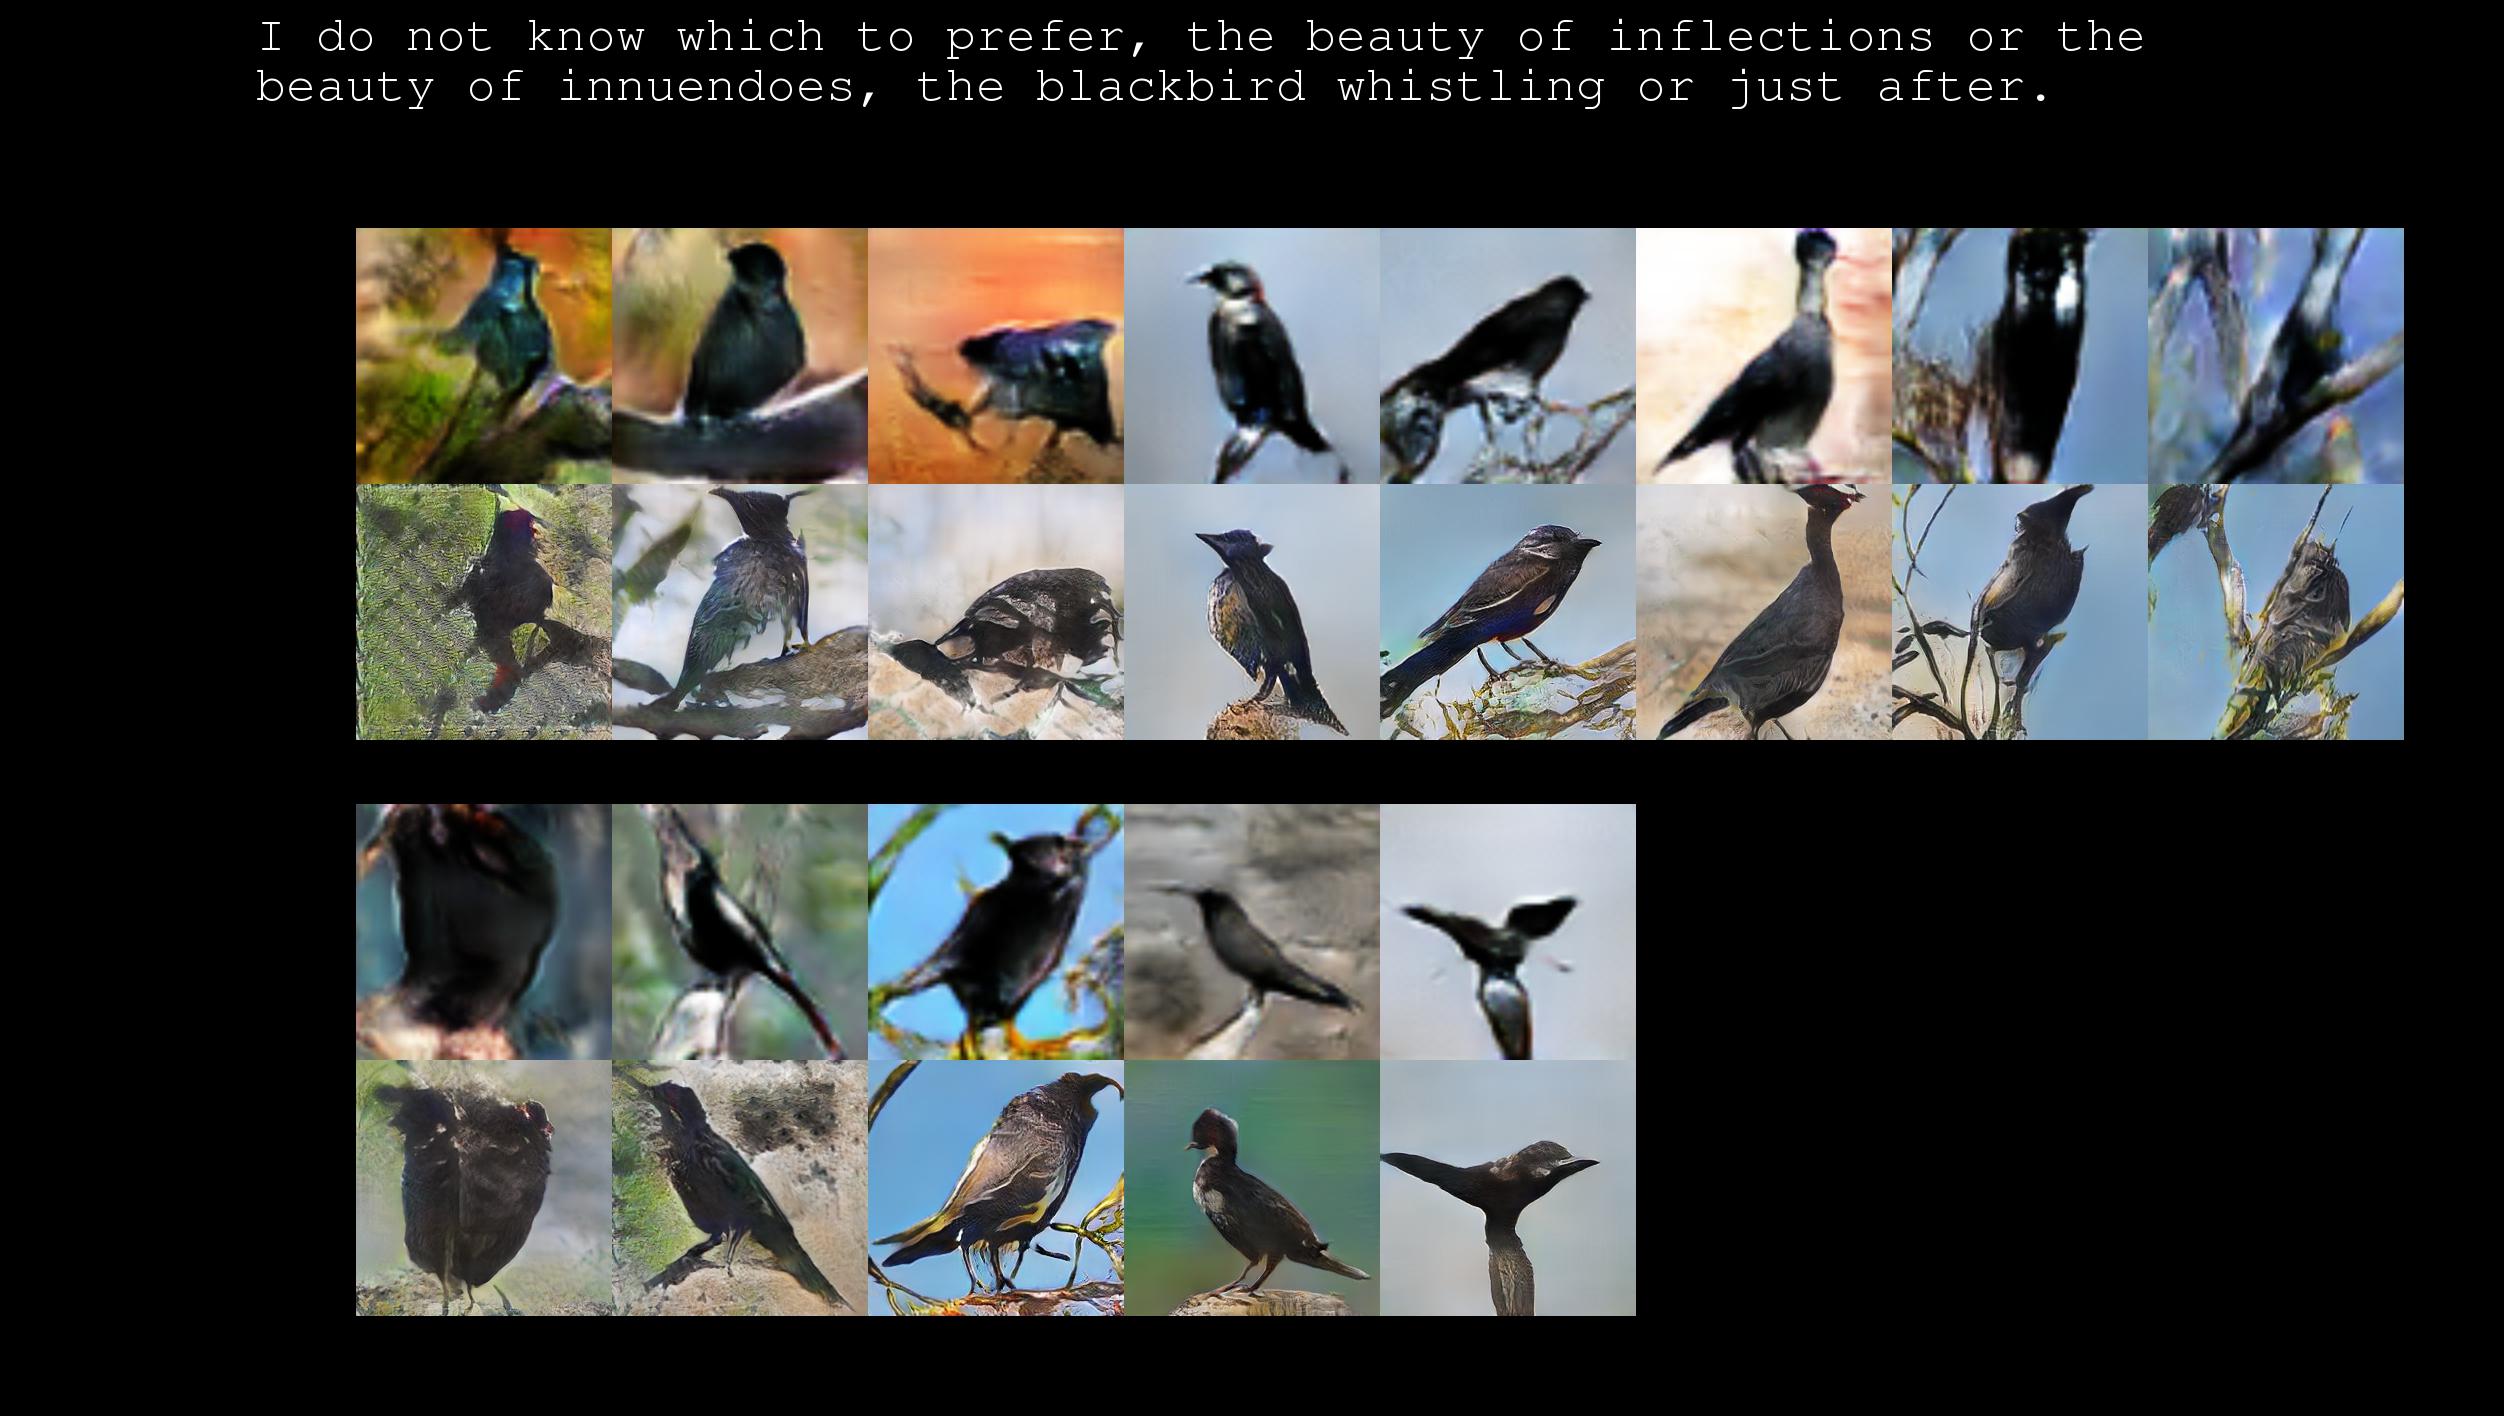 I do not know which to prefer, the beauty of inflections or the
beauty of innuendoes, the blackbird whistling or just after.